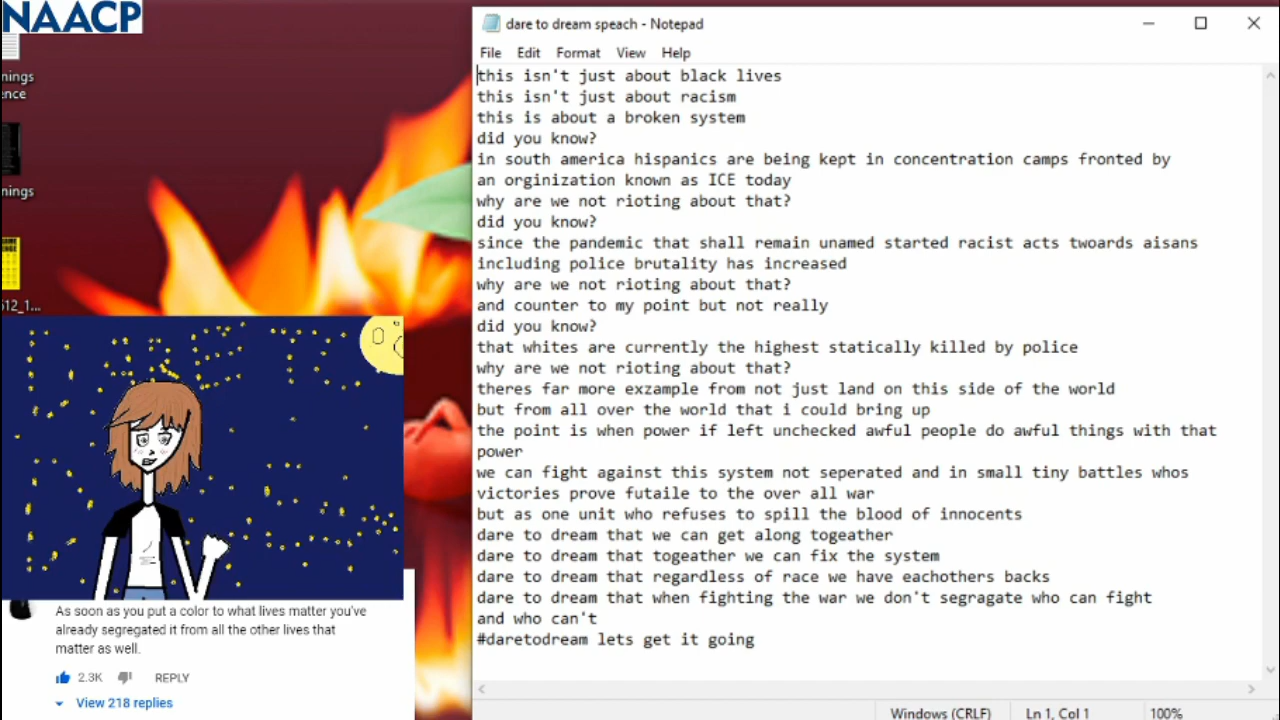 NAACP
nings
ence
nings
512_1...
dare to dream speach - Notepad
File Edit Format View Help
this isn't just about black lives
this isn't just about racism
this is about a broken system
did you know?
in south america hispanics are being kept in concentration camps fronted by
an orginization known as ICE today
why are we not rioting about that?
did you know?
since the pandemic that shall remain unamed started racist acts twoards aisans
including police brutality has increased
why are we not rioting about that?
and counter to my point but not really
did you know?
that whites are currently the highest statically killed by police
why are we not rioting about that?
theres far more exzample from not just land on this side of the world
but from all over the world that i could bring up
the point is when power if left unchecked awful people do awful things with that
power
we can fight against this system not seperated and in small tiny battles whos
victories prove futaile to the over all war
but as one unit who refuses to spill the blood of innocents
dare to dream that we can get along togeather
dare to dream that togeather we can fix the system
dare to dream that regardless of race we have eachothers backs
dare to dream that when fighting the war we don't segragate who can fight
and who can't
#daretodream lets get it going
As soon as you put a color to what lives matter you've
already segregated it from all the other lives that
matter as well.
2.3K REPLY
View 218 replies
Windows (CRLF) Ln 1, Col 1 100%